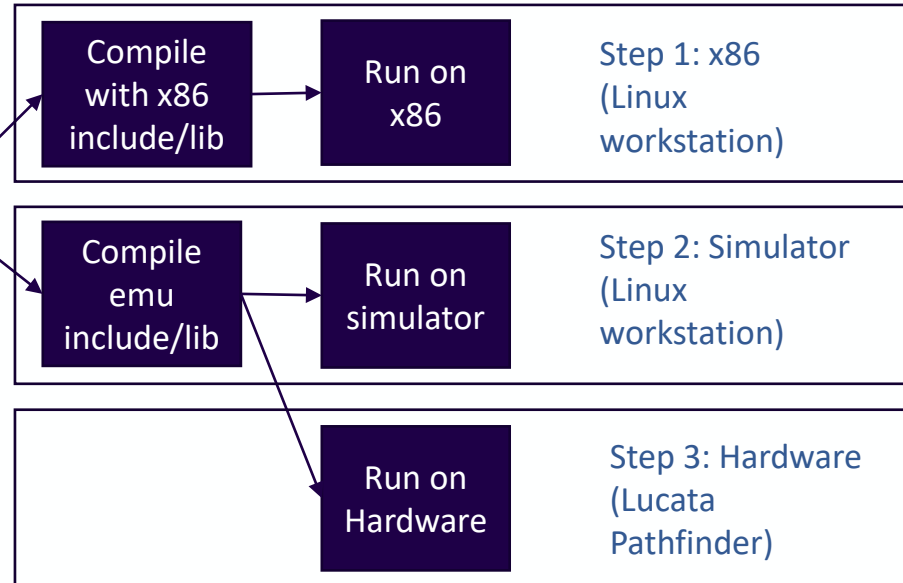 Compile
with x86
include/lib
Run on
x86
Step 1: x86
(Linux
workstation)
Compile
emu
include/lib
Run on
simulator
Step 2: Simulator
(Linux
workstation)
Run on
Hardware
Step 3: Hardware
(Lucata
Pathfinder)